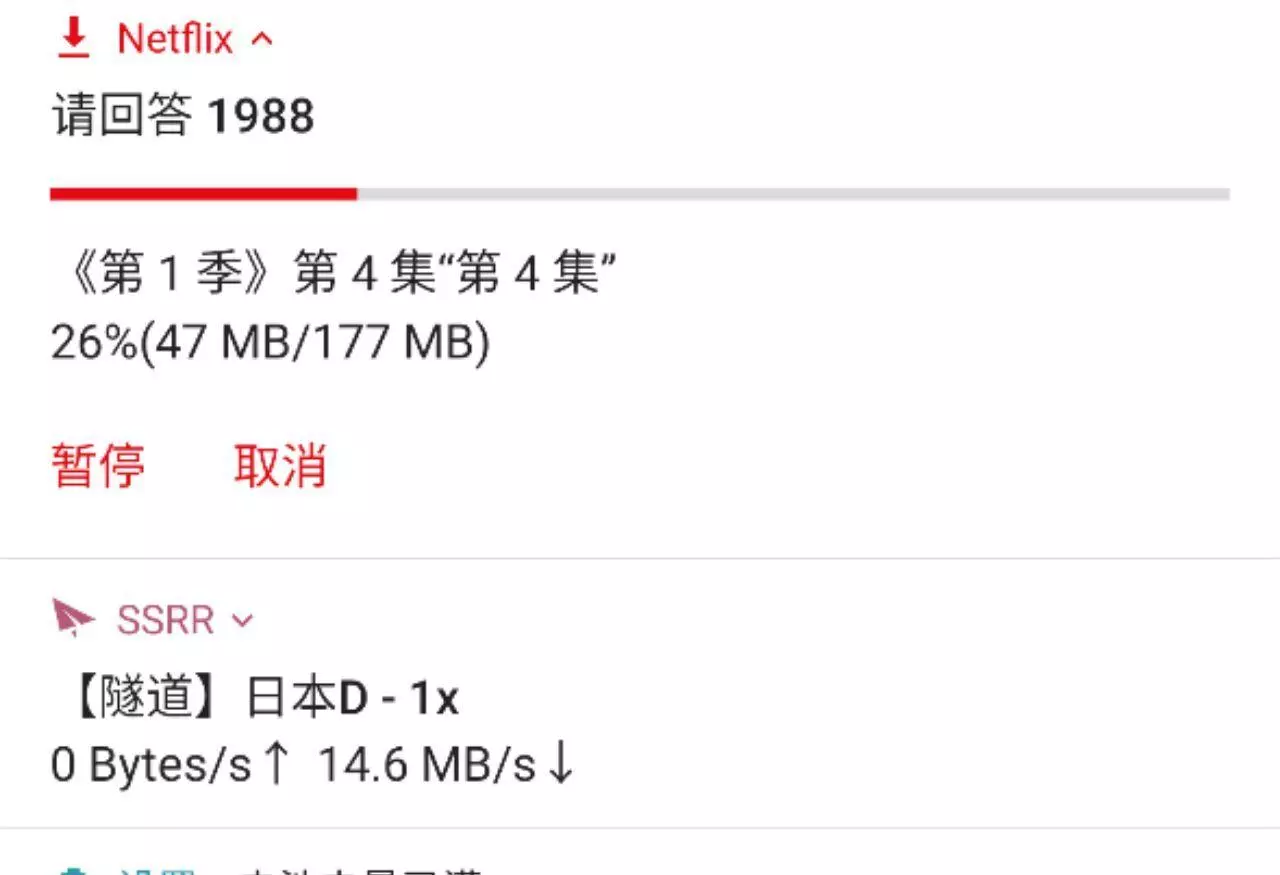 Netflix
请回答 1988
《第 1 季》第 4 集“第 4 集”
26%(47 MB/177 MB)
暂停 取消
SSRR
【隧道】日本D - 1x
0 Bytes/s↑ 14.6 MB/s↓